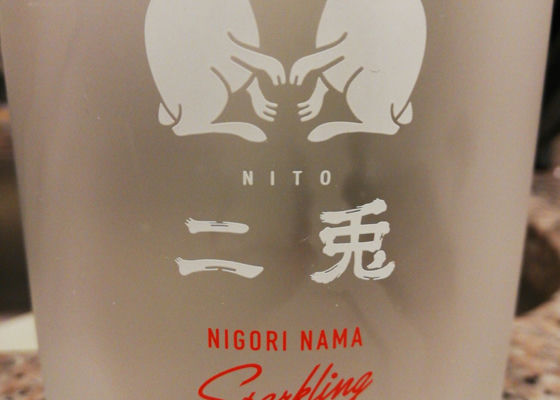 NITO
二兎
NIGORI NAMA
Sparkling